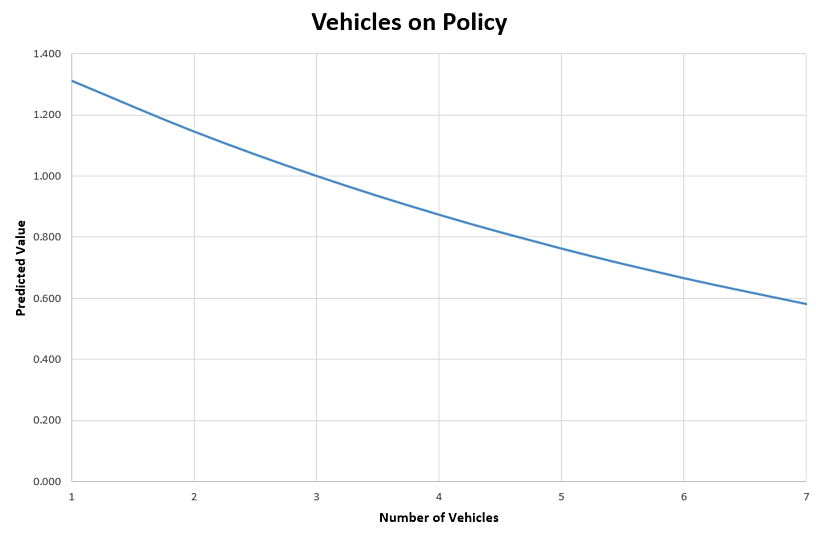 Vehicles on Policy
1.400
1.200
1.000
0.800
0.600
0.400
0.200
0.000
Predicted Value
1 2 3 4 5 6 7
Number of Vehicles